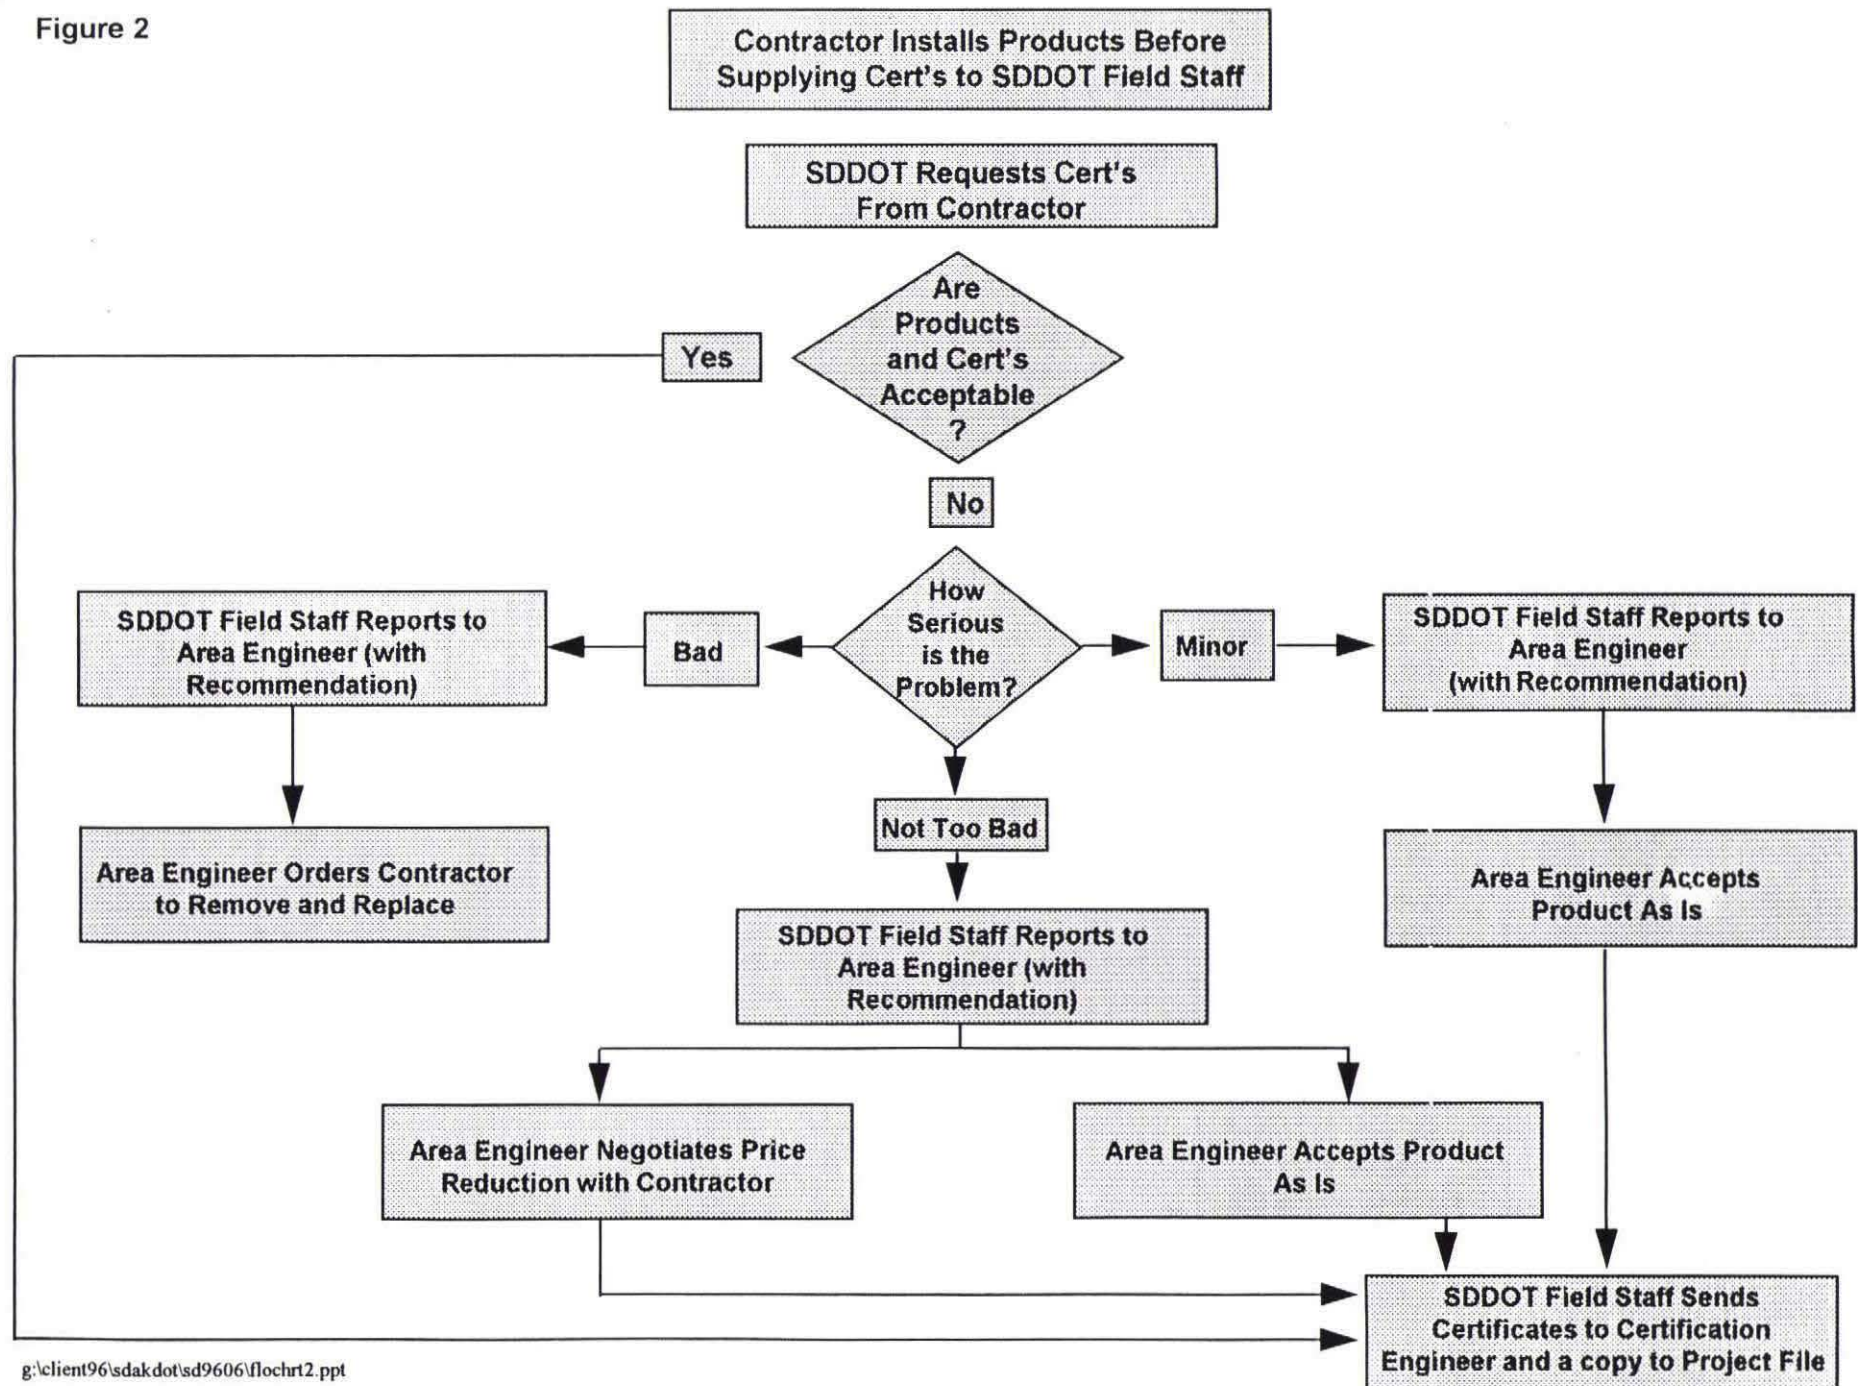 Figure 2
Contractor Installs Products Before
Supplying Cert's to SDDOT Field Staff
SDDOT Requests Cert's
From Contractor
Are
Products
and Cert's
Acceptable
?
Yes
No
How
Serious
is the
Problem?
Bad
Minor
Not Too Bad
SDDOT Field Staff Reports to
Area Engineer (with
Recommendation)
SDDOT Field Staff Reports to
Area Engineer
(with Recommendation)
Area Engineer Orders Contractor
to Remove and Replace
Area Engineer Accepts
Product As Is
SDDOT Field Staff Reports to
Area Engineer (with
Recommendation)
Area Engineer Negotiates Price
Reduction with Contractor
Area Engineer Accepts Product
As Is
SDDOT Field Staff Sends
Certificates to Certification
Engineer and a copy to Project File
g:\client96\sdakdot\sd9606\flochrt2.ppt